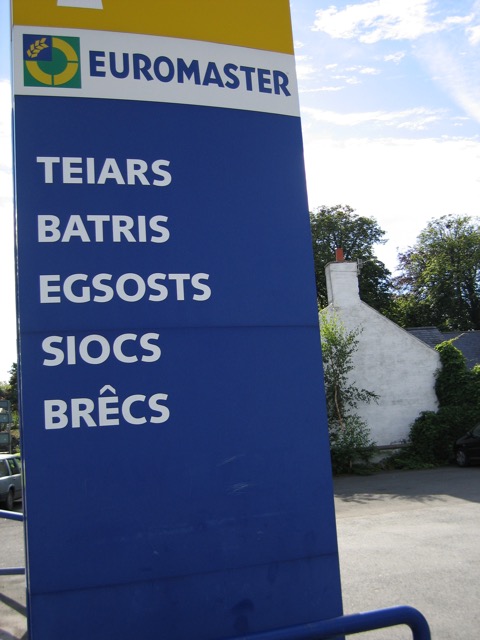 EUROMASTER
TEIARS
BATRIS
EGSOSTS
SIOCS
BRÊCS